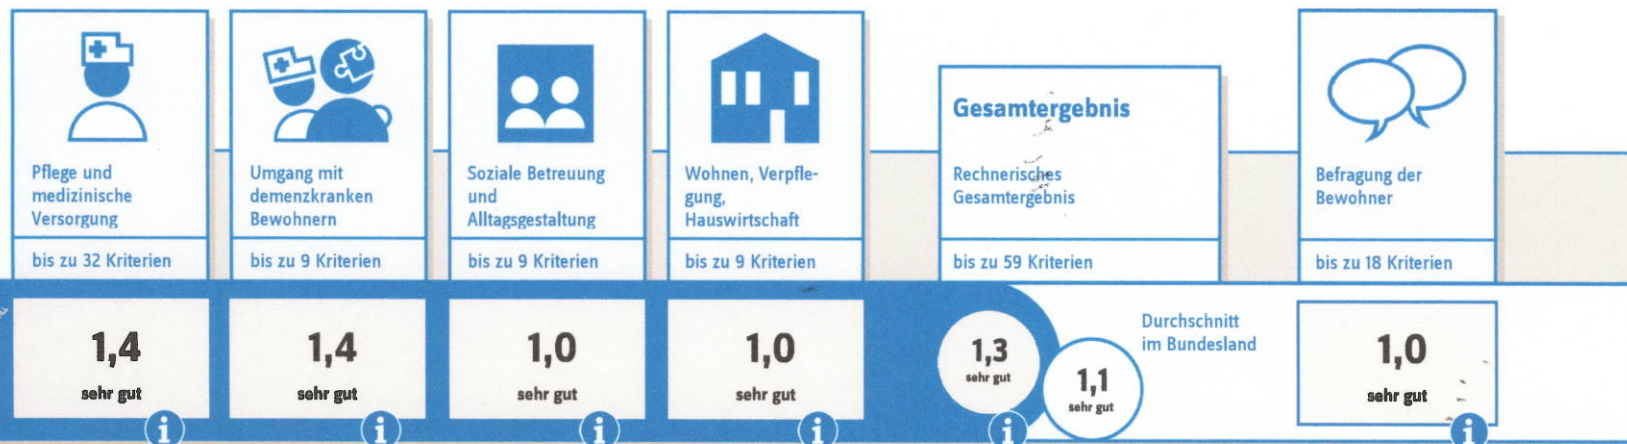 Pflege und
medizinische
Versorgung
bis zu 32 Kriterien
1,4
sehr gut
i
Umgang mit
demenzkranken
Bewohnern
bis zu 9 Kriterien
1,4
sehr gut
i
Soziale Betreuung
und
Alltagsgestaltung
bis zu 9 Kriterien
1,0
sehr gut
i
Wohnen, Verpfle-
gung,
Hauswirtschaft
bis zu 9 Kriterien
1,0
sehr gut
i
Gesamtergebnis
Rechnerisches
Gesamtergebnis
bis zu 59 Kriterien
1,3
sehr gut
i
1,1
sehr gut
Durchschnitt
im Bundesland
Befragung der
Bewohner
bis zu 18 Kriterien
1,0
sehr gut
i